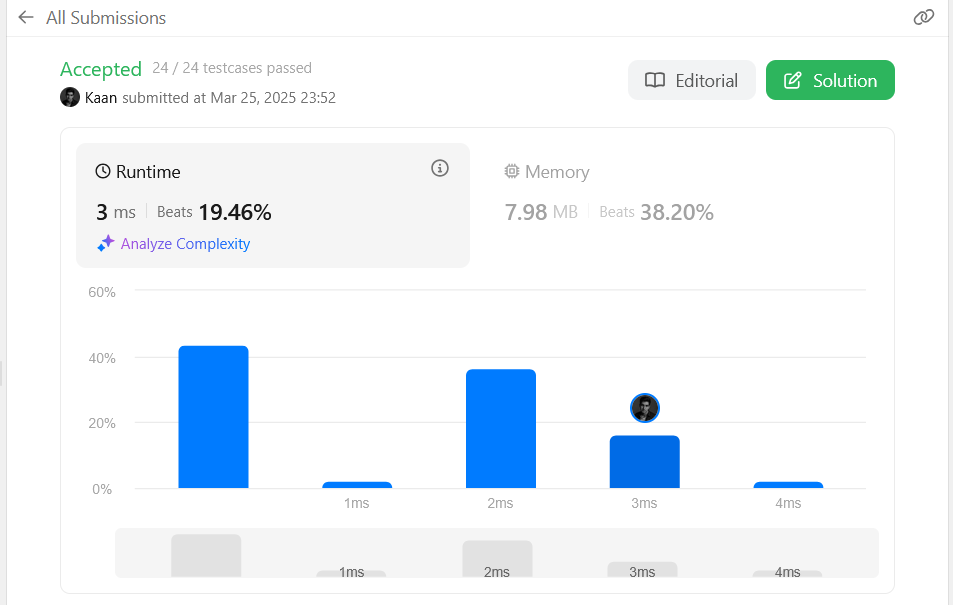 All Submissions
Accepted 24 / 24 testcases passed
Kaan submitted at Mar 25, 2025 23:52
Editorial
Solution
Runtime
3 ms Beats 19.46%
Analyze Complexity
Memory
7.98 MB Beats 38.20%
60%
40%
20%
0%
1ms 2ms 3ms 4ms
1ms 2ms 3ms 4ms